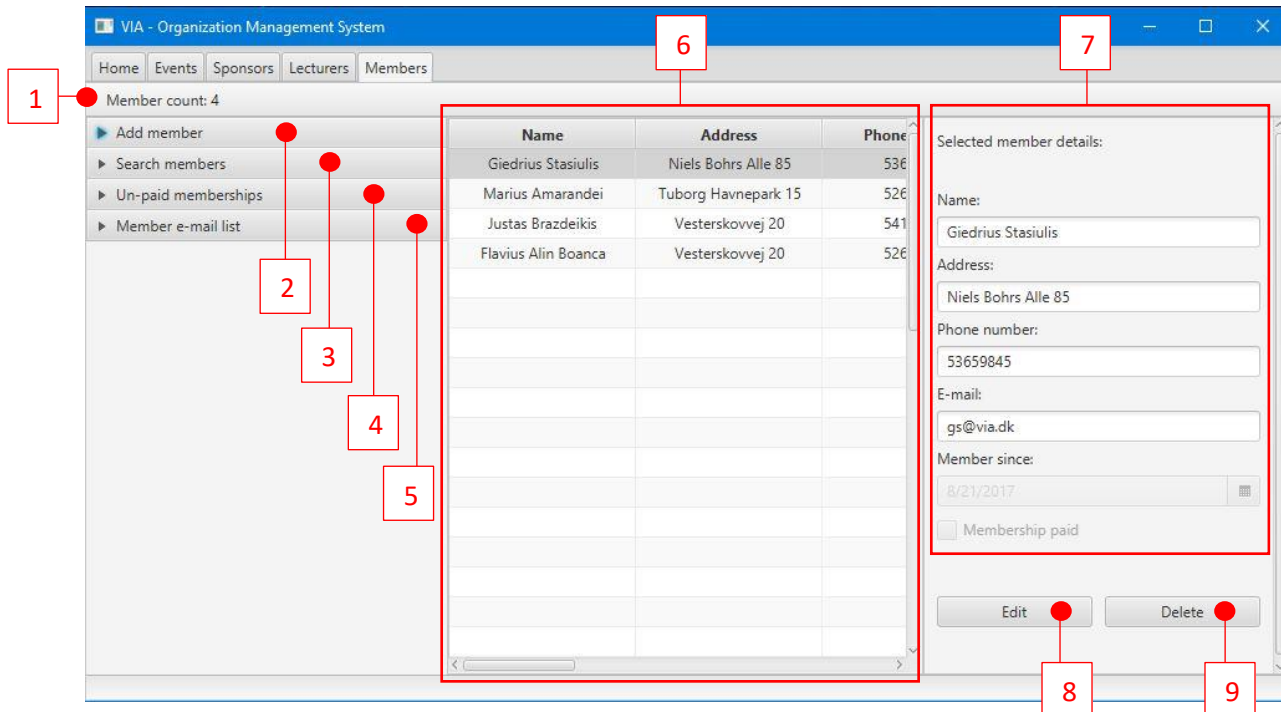 VIA - Organization Management System
6
7
Home Events Sponsors Lecturers Members
1
Member count: 4
Add member
Search members
Un-paid memberships
Member e-mail list
2
3
4
5
Name Address Phone
Giedrius Stasiulis Niels Bohrs Alle 85 536
Marius Amarandei Tuborg Havnepark 15 526
Justas Brazdeikis Vesterskovvej 20 541
Flavius Alin Boanca Vesterskovvej 20 526
Selected member details:
Name:
Giedrius Stasiulis
Address:
Niels Bohrs Alle 85
Phone number:
53659845
E-mail:
gs@via.dk
Member since:
8/21/2017
Membership paid
Edit Delete
8
9